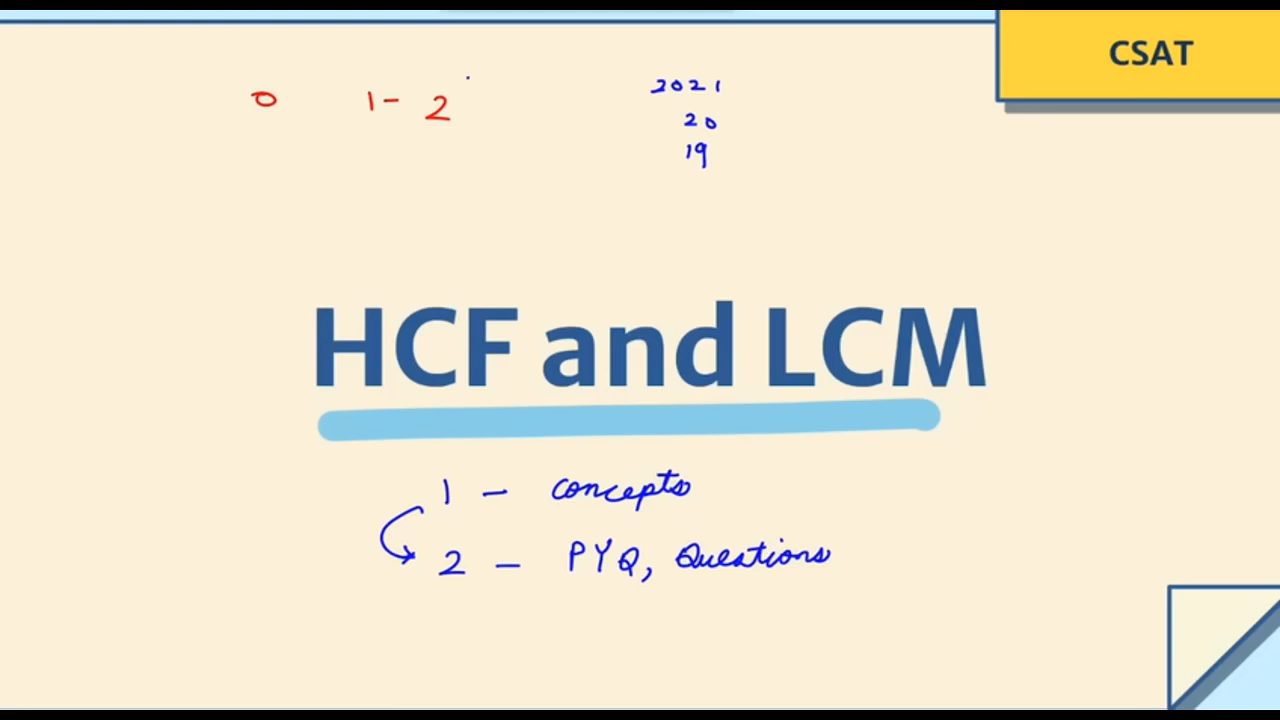 CSAT
0 1 - 2
2021
20
19
HCF and LCM
1 - concepts
2 - PYQ, Questions